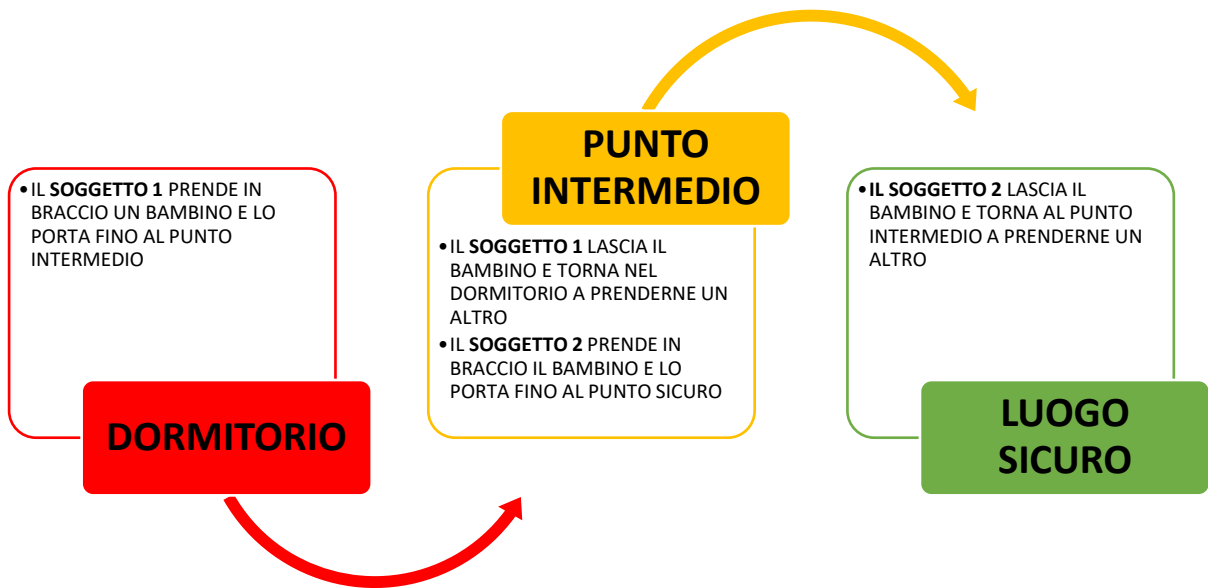 • IL SOGGETTO 1 PRENDE IN
BRACCIO UN BAMBINO E LO
PORTA FINO AL PUNTO
INTERMEDIO
DORMITORIO
PUNTO
INTERMEDIO
• IL SOGGETTO 1 LASCIA IL
BAMBINO E TORNA NEL
DORMITORIO A PRENDERNE UN
ALTRO
• IL SOGGETTO 2 PRENDE IN
BRACCIO IL BAMBINO E LO
PORTA FINO AL PUNTO SICURO
• IL SOGGETTO 2 LASCIA IL
BAMBINO E TORNA AL PUNTO
INTERMEDIO A PRENDERNE UN
ALTRO
LUOGO
SICURO